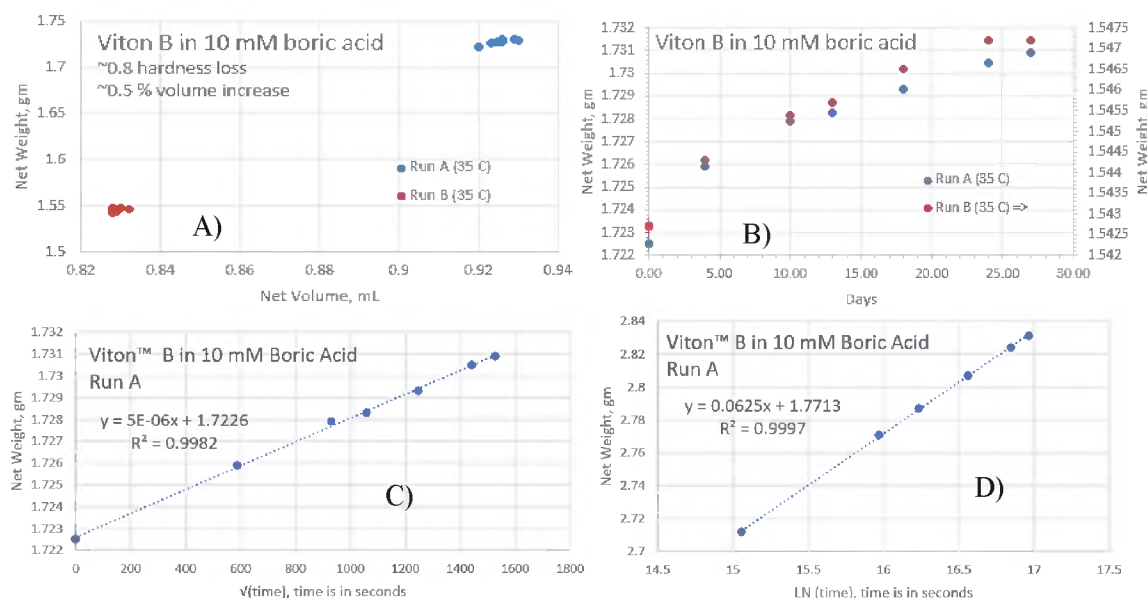 Viton B in 10 mM boric acid
~0.8 hardness loss
~0.5 % volume increase
Net Weight, gm
1.75
1.7
1.65
1.6
1.55
1.5
Run A (35 C)
Run B (35 C)
A)
0.82
0.84
0.86
0.88
0.9
0.92
0.94
Net Volume, mL
Viton B in 10 mM boric acid
Net Weight, gm
1.732
1.731
1.73
1.729
1.728
1.727
1.726
1.725
1.724
1.723
1.722
Run A (35 C)
Run B (35 C) =>
B)
1.5475
1.547
1.5465
1.546
1.5455
1.545
1.5445
1.544
1.5435
1.543
1.5425
1.542
Net Weight, gm
0.00
5.00
10.00
15.00
20.00
25.00
30.00
Days
Viton™ B in 10 mM Boric Acid
Run A
y = 5E-06x + 1.7226
R² = 0.9982
C)
Net Weight, gm
1.732
1.731
1.73
1.729
1.728
1.727
1.726
1.725
1.724
1.723
1.722
0
200
400
600
800
1000
1200
1400
1600
1800
√(time), time is in seconds
Viton™ B in 10 mM Boric Acid
Run A
y = 0.0625x + 1.7713
R² = 0.9997
D)
Net Weight, gm
2.84
2.82
2.8
2.78
2.76
2.74
2.72
2.7
14.5
15
15.5
16
16.5
17
17.5
LN (time), time is in seconds